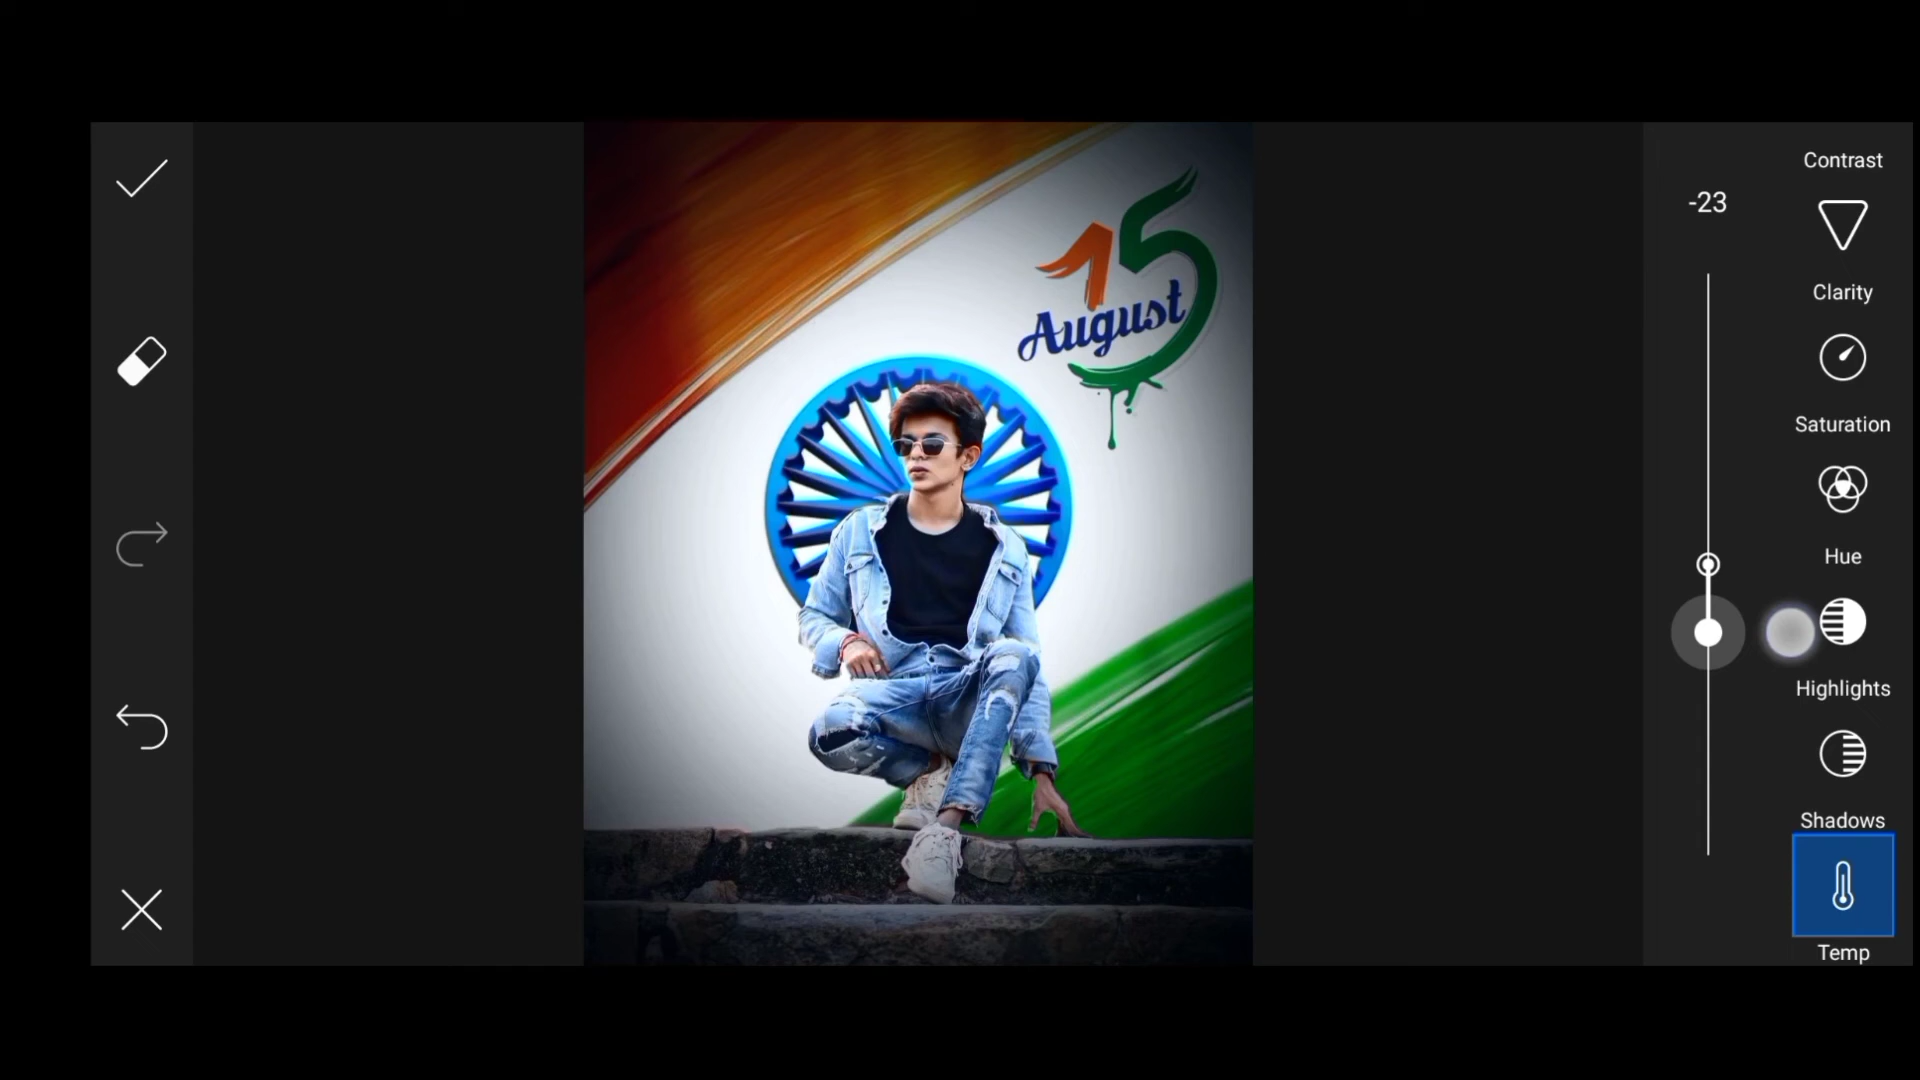 15
August
-23
Contrast
Clarity
Saturation
Hue
Highlights
Shadows
Temp